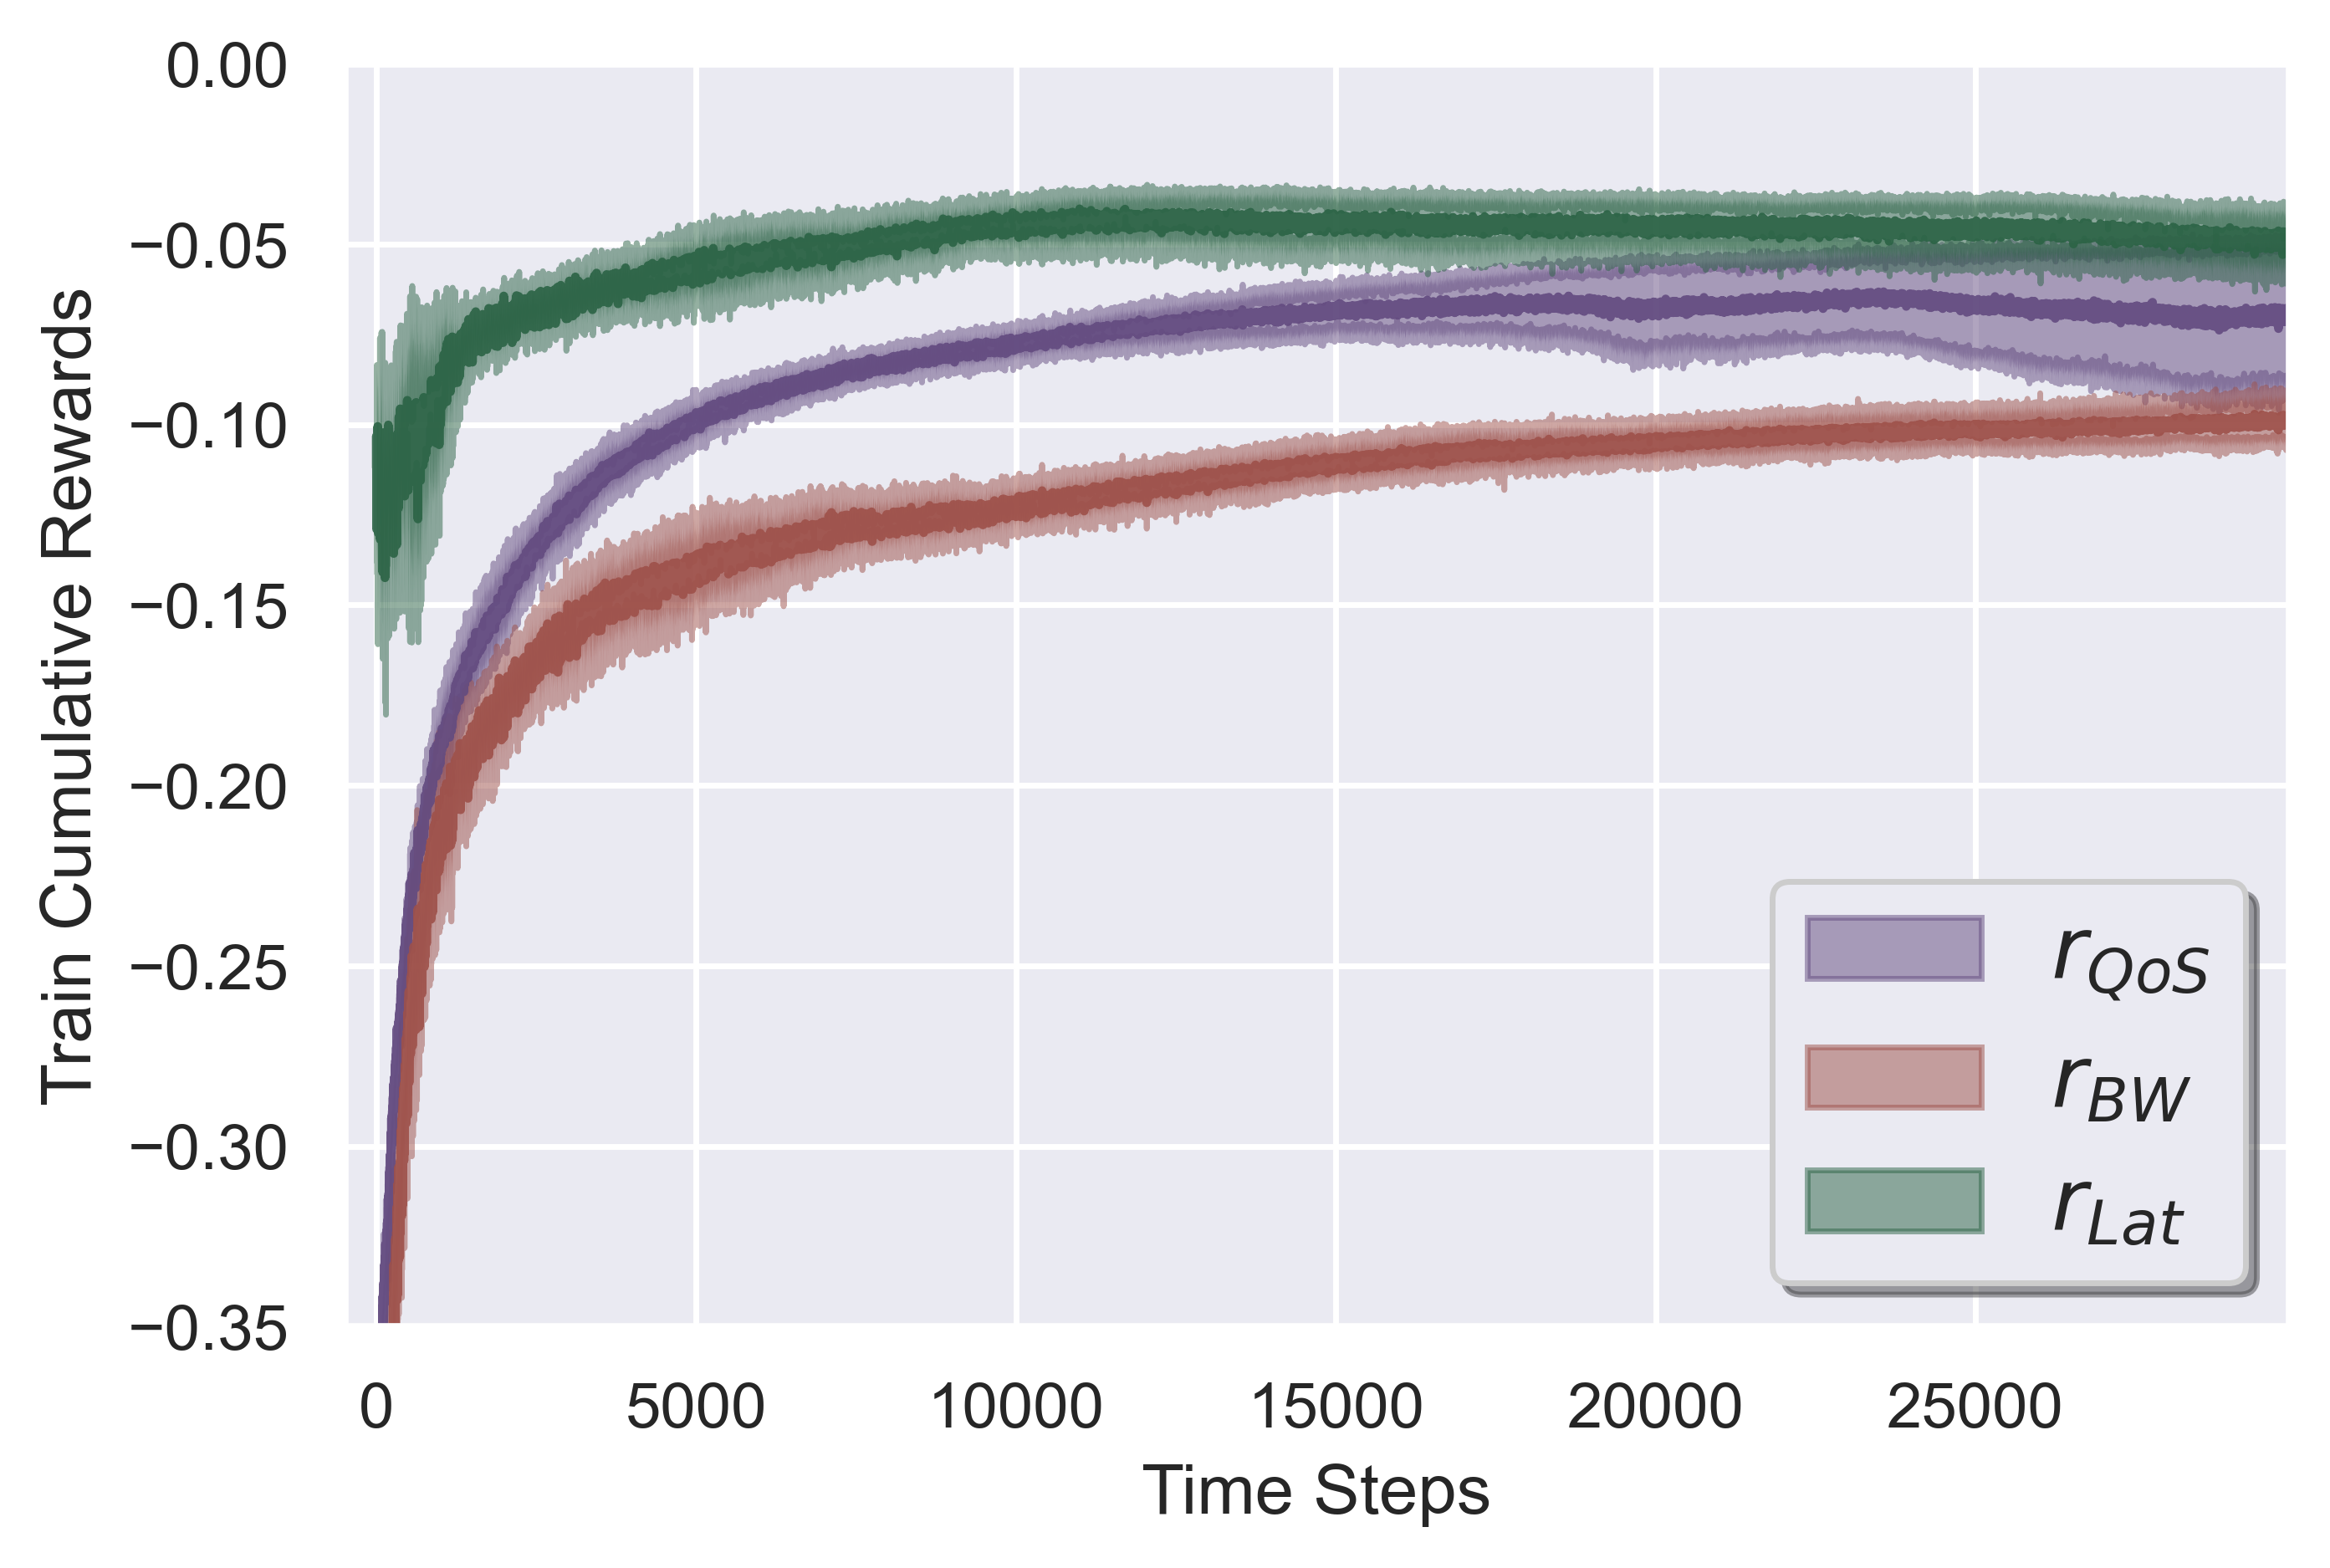 Train Cumulative Rewards
0.00
−0.05
−0.10
−0.15
−0.20
−0.25
−0.30
−0.35
0 5000 10000 15000 20000 25000
Time Steps
r_QoS
r_BW
r_Lat